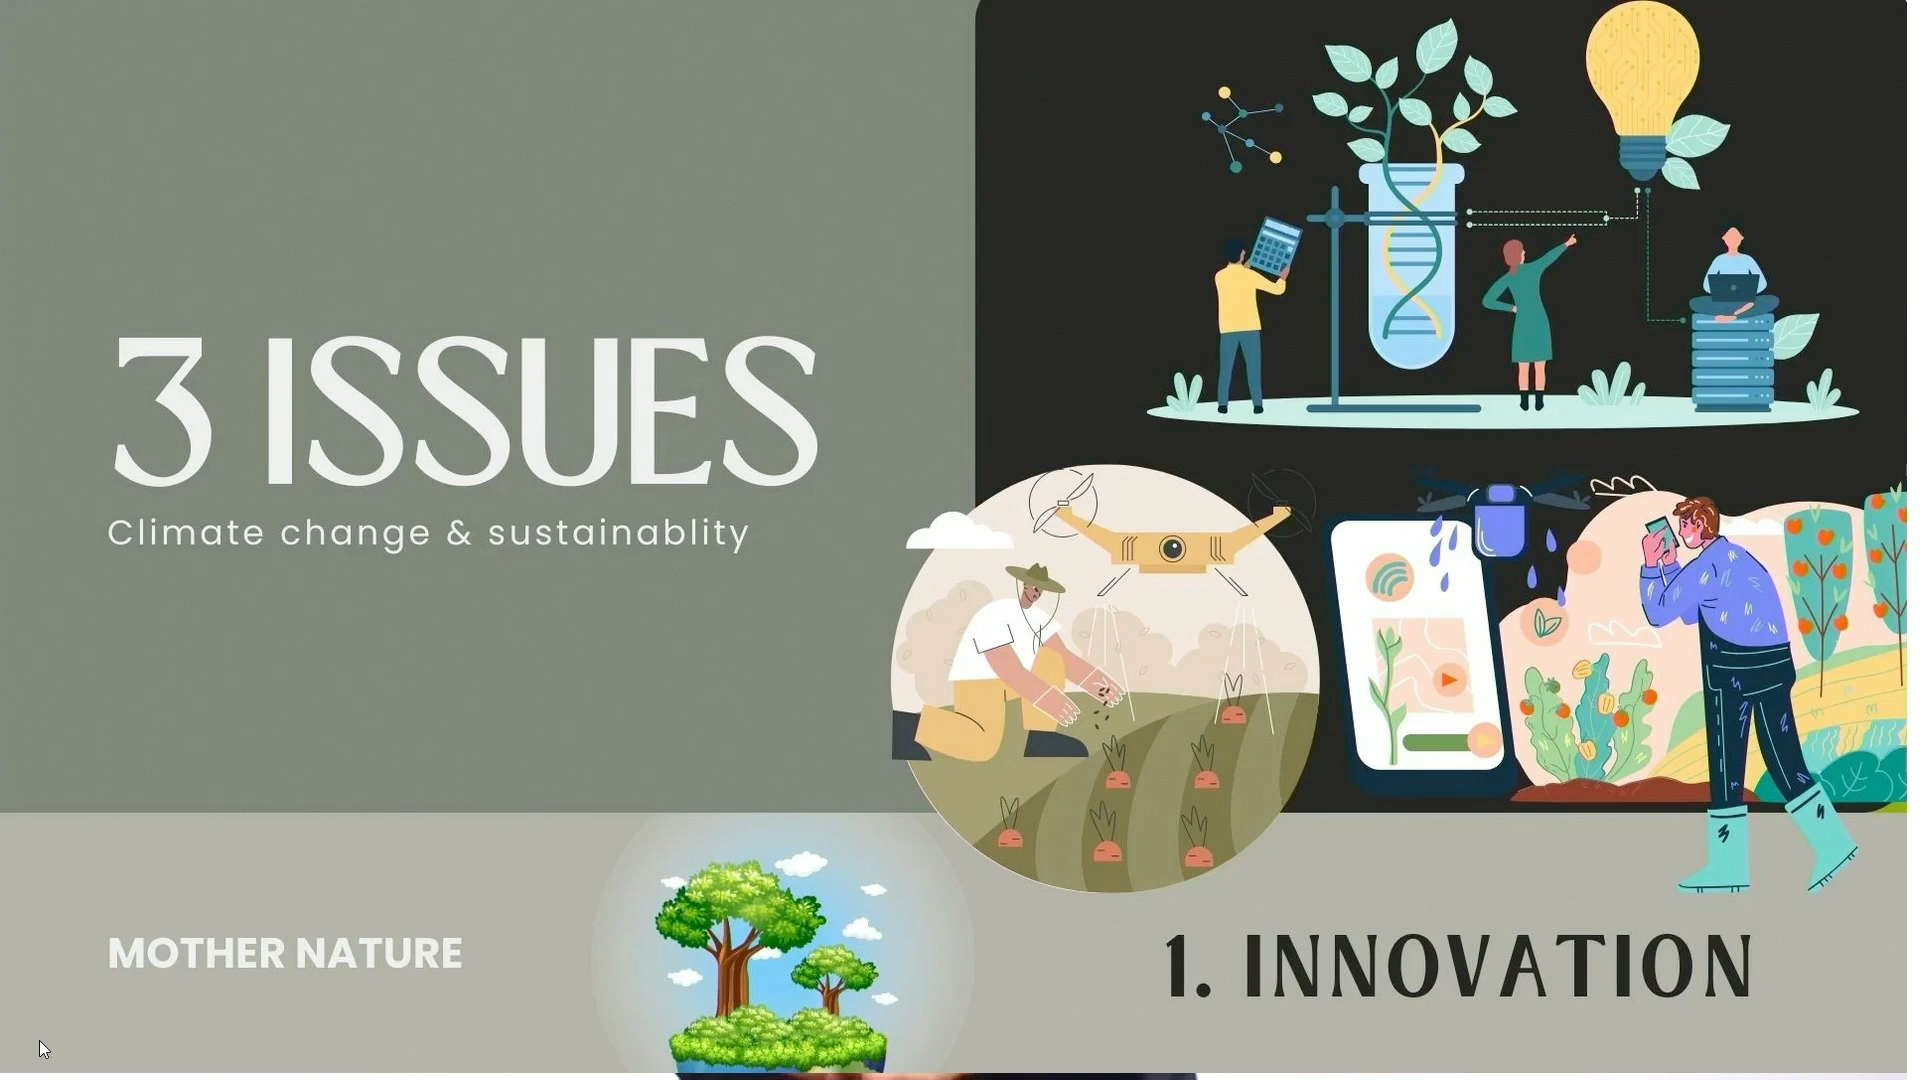 3 ISSUES
Climate change & sustainablity
MOTHER NATURE
1. INNOVATION